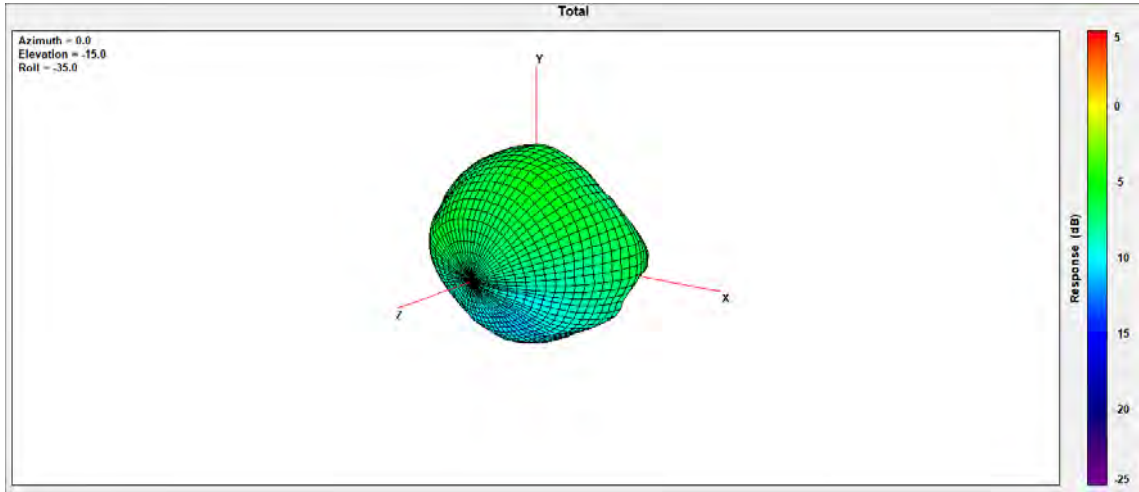 Total
Azimuth = 0.0
Elevation = -15.0
Roll = -35.0
Y
X
Z
5
0
5
10
15
-20
-25
Response (dB)